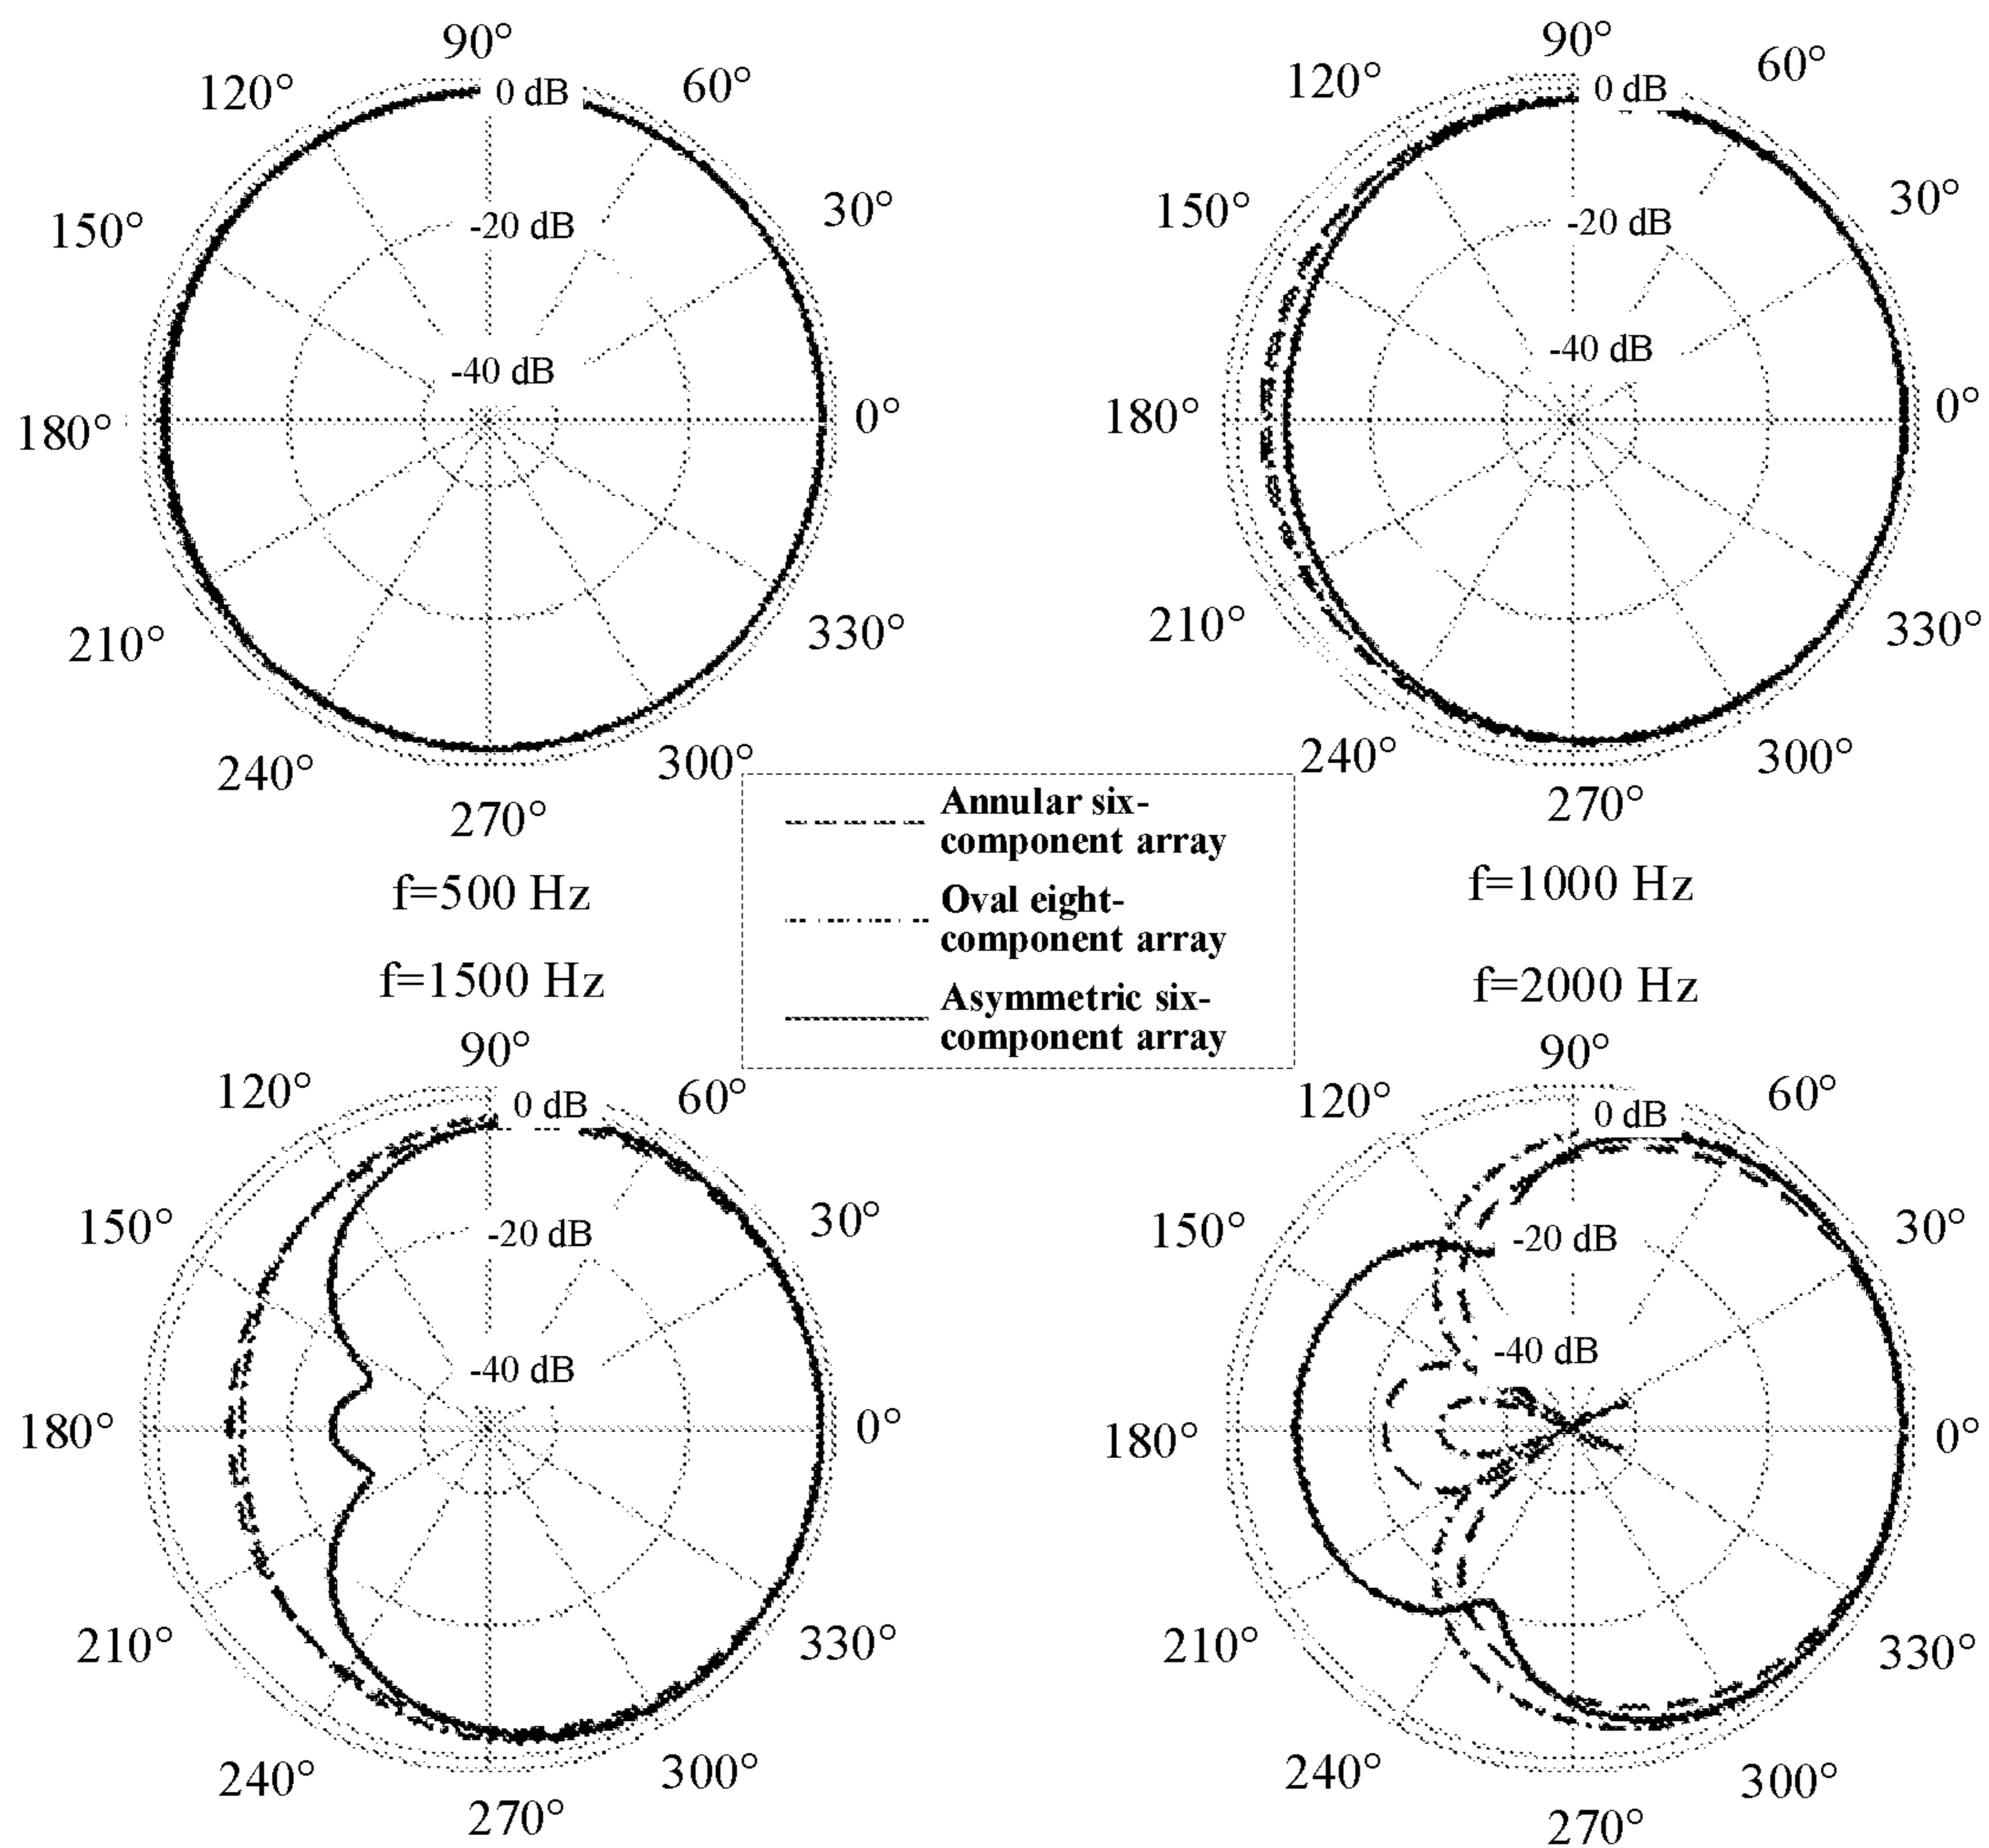 90°
120°
0 dB
60°
150°
-20 dB
30°
-40 dB
180°
0°
210°
330°
240°
300°
270°
f=500 Hz
90°
120°
0 dB
60°
150°
-20 dB
30°
-40 dB
180°
0°
210°
330°
240°
300°
270°
f=1000 Hz
Annular six-
component array
Oval eight-
component array
Asymmetric six-
component array
f=1500 Hz
90°
120°
0 dB
60°
150°
-20 dB
30°
-40 dB
180°
0°
210°
330°
240°
300°
270°
f=2000 Hz
90°
120°
0 dB
60°
150°
-20 dB
30°
-40 dB
180°
0°
210°
330°
240°
300°
270°